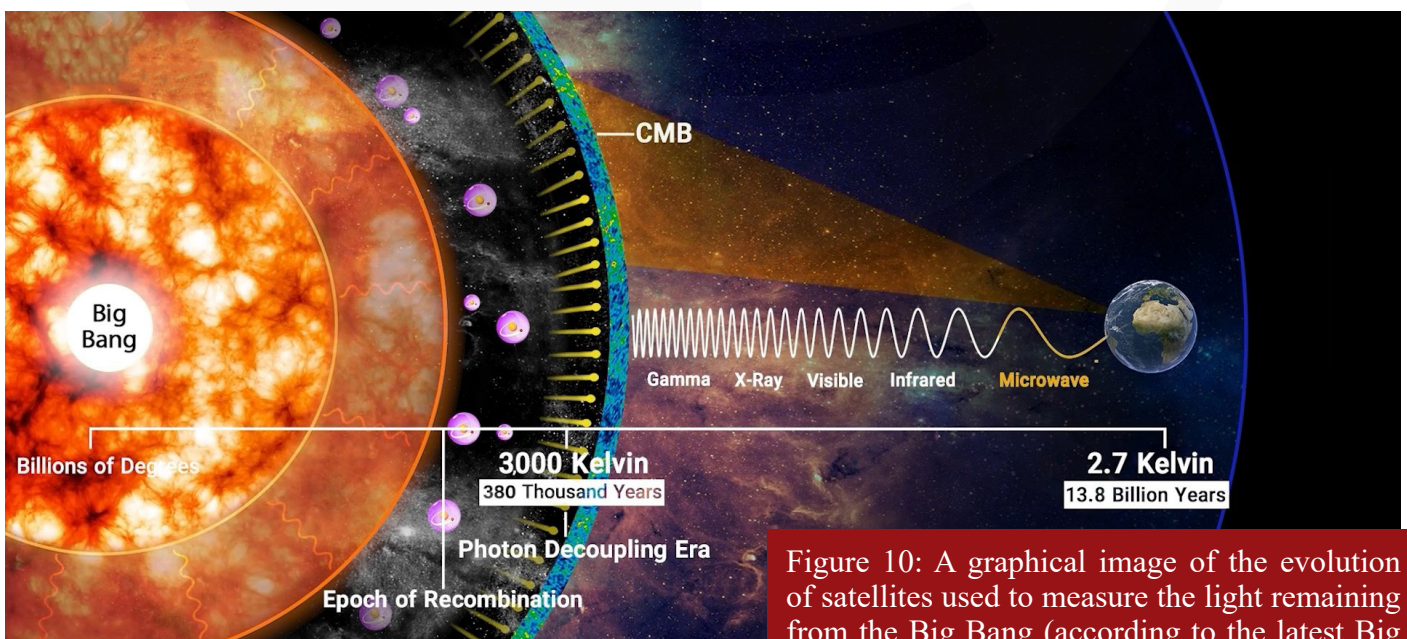 CMB
Big
Bang
Gamma X-Ray Visible Infrared Microwave
Billions of Degrees
3,000 Kelvin
380 Thousand Years
2.7 Kelvin
13.8 Billion Years
Photon Decoupling Era
Epoch of Recombination
Figure 10: A graphical image of the evolution
of satellites used to measure the light remaining
from the Big Bang (according to the latest Big